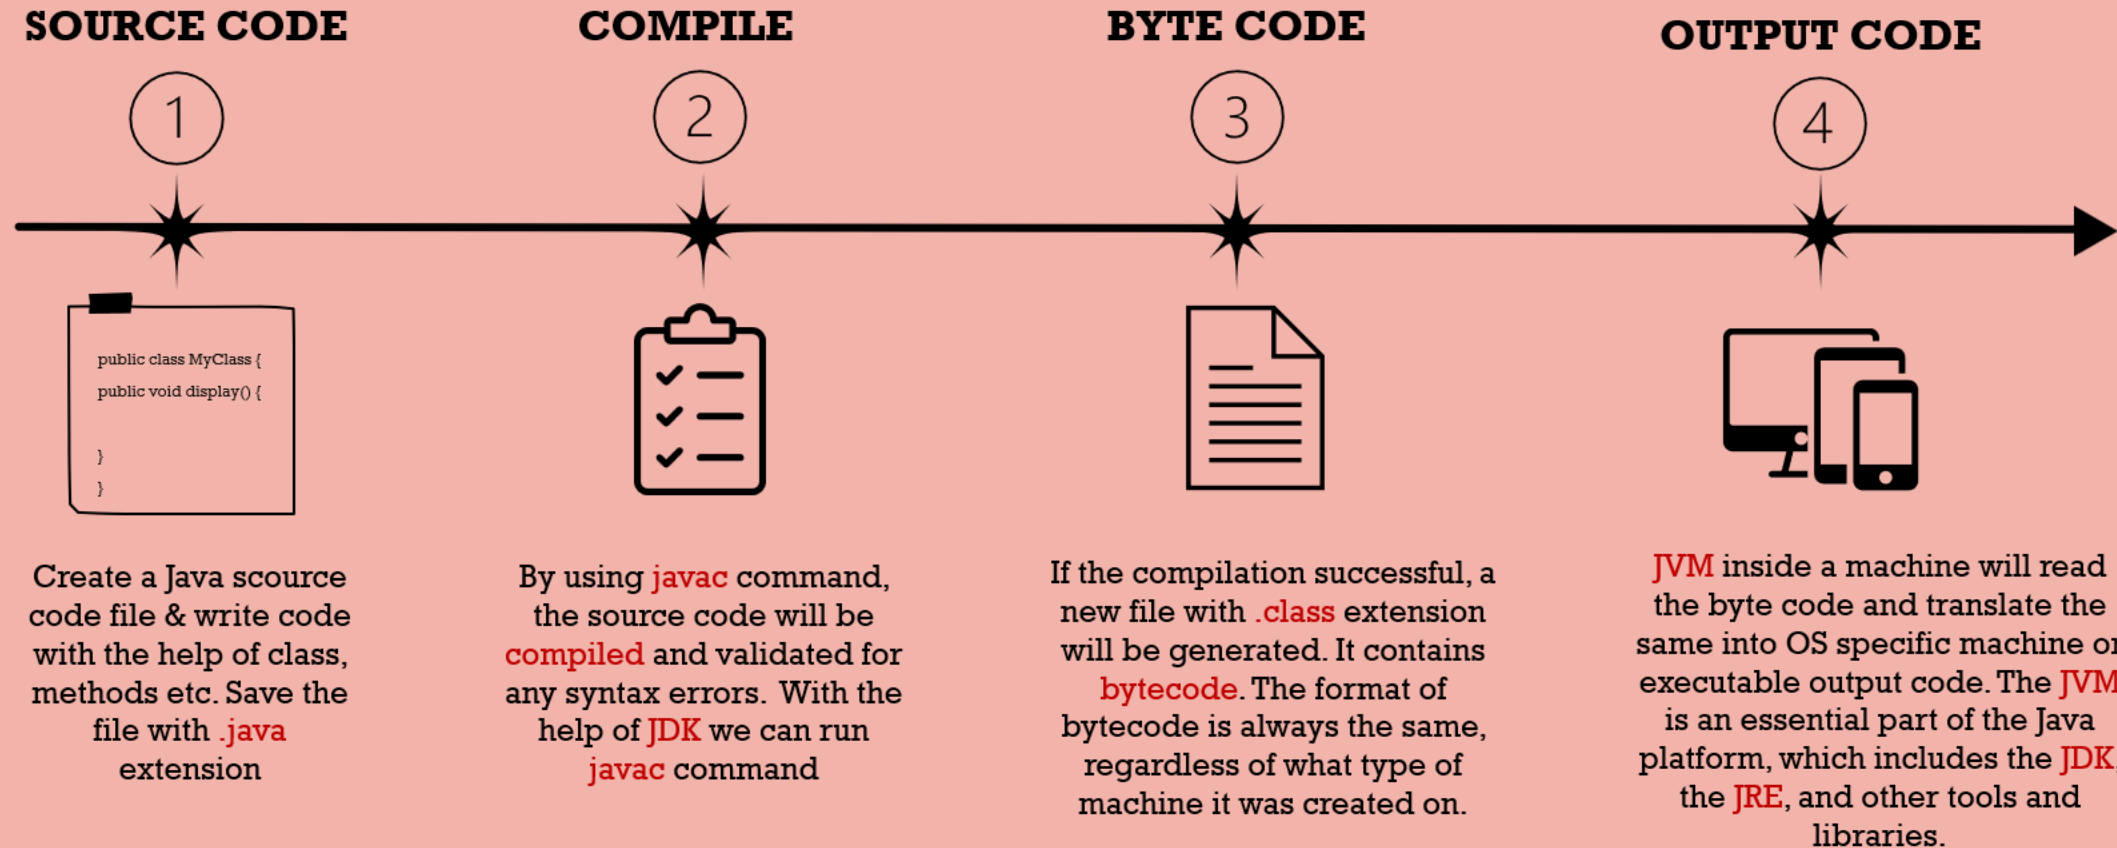 SOURCE CODE
1
public class MyClass {
public void display() {
}
}
Create a Java scource
code file & write code
with the help of class,
methods etc. Save the
file with .java
extension
COMPILE
2
By using javac command,
the source code will be
compiled and validated for
any syntax errors. With the
help of JDK we can run
javac command
BYTE CODE
3
If the compilation successful, a
new file with .class extension
will be generated. It contains
bytecode. The format of
bytecode is always the same,
regardless of what type of
machine it was created on.
OUTPUT CODE
4
JVM inside a machine will read
the byte code and translate the
same into OS specific machine or
executable output code. The JVM
is an essential part of the Java
platform, which includes the JDK,
the JRE, and other tools and
libraries.